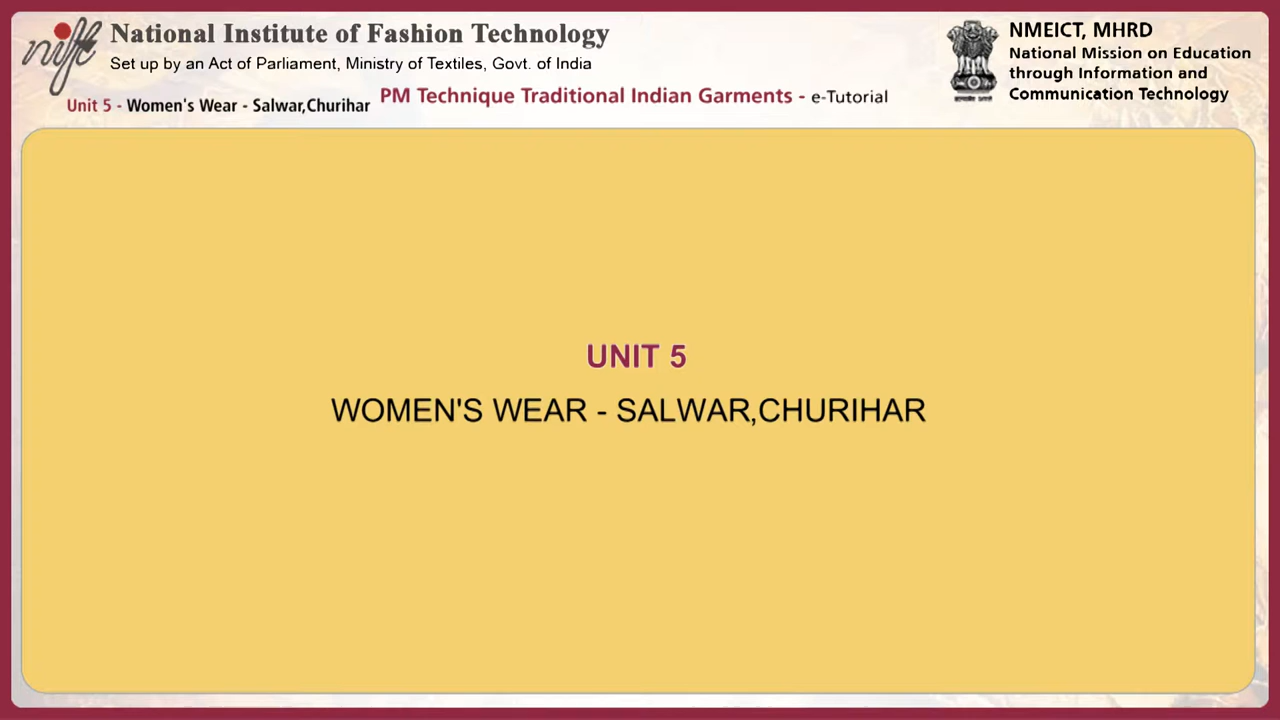 National Institute of Fashion Technology
Set up by an Act of Parliament, Ministry of Textiles, Govt. of India
Unit 5 - Women's Wear - Salwar,Churihar
PM Technique Traditional Indian Garments - e-Tutorial
NMEICT, MHRD
National Mission on Education
through Information and
Communication Technology
UNIT 5
WOMEN'S WEAR - SALWAR,CHURIHAR